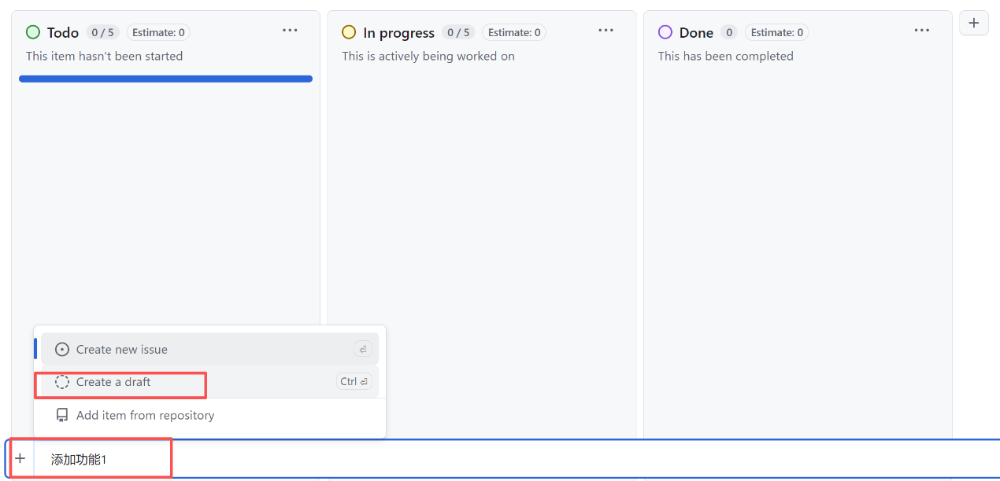 Todo 0 / 5 Estimate: 0
This item hasn't been started
In progress 0 / 5 Estimate: 0
This is actively being worked on
Done 0 Estimate: 0
This has been completed
Create new issue ⏎
Create a draft Ctrl ⏎
Add item from repository
添加功能1